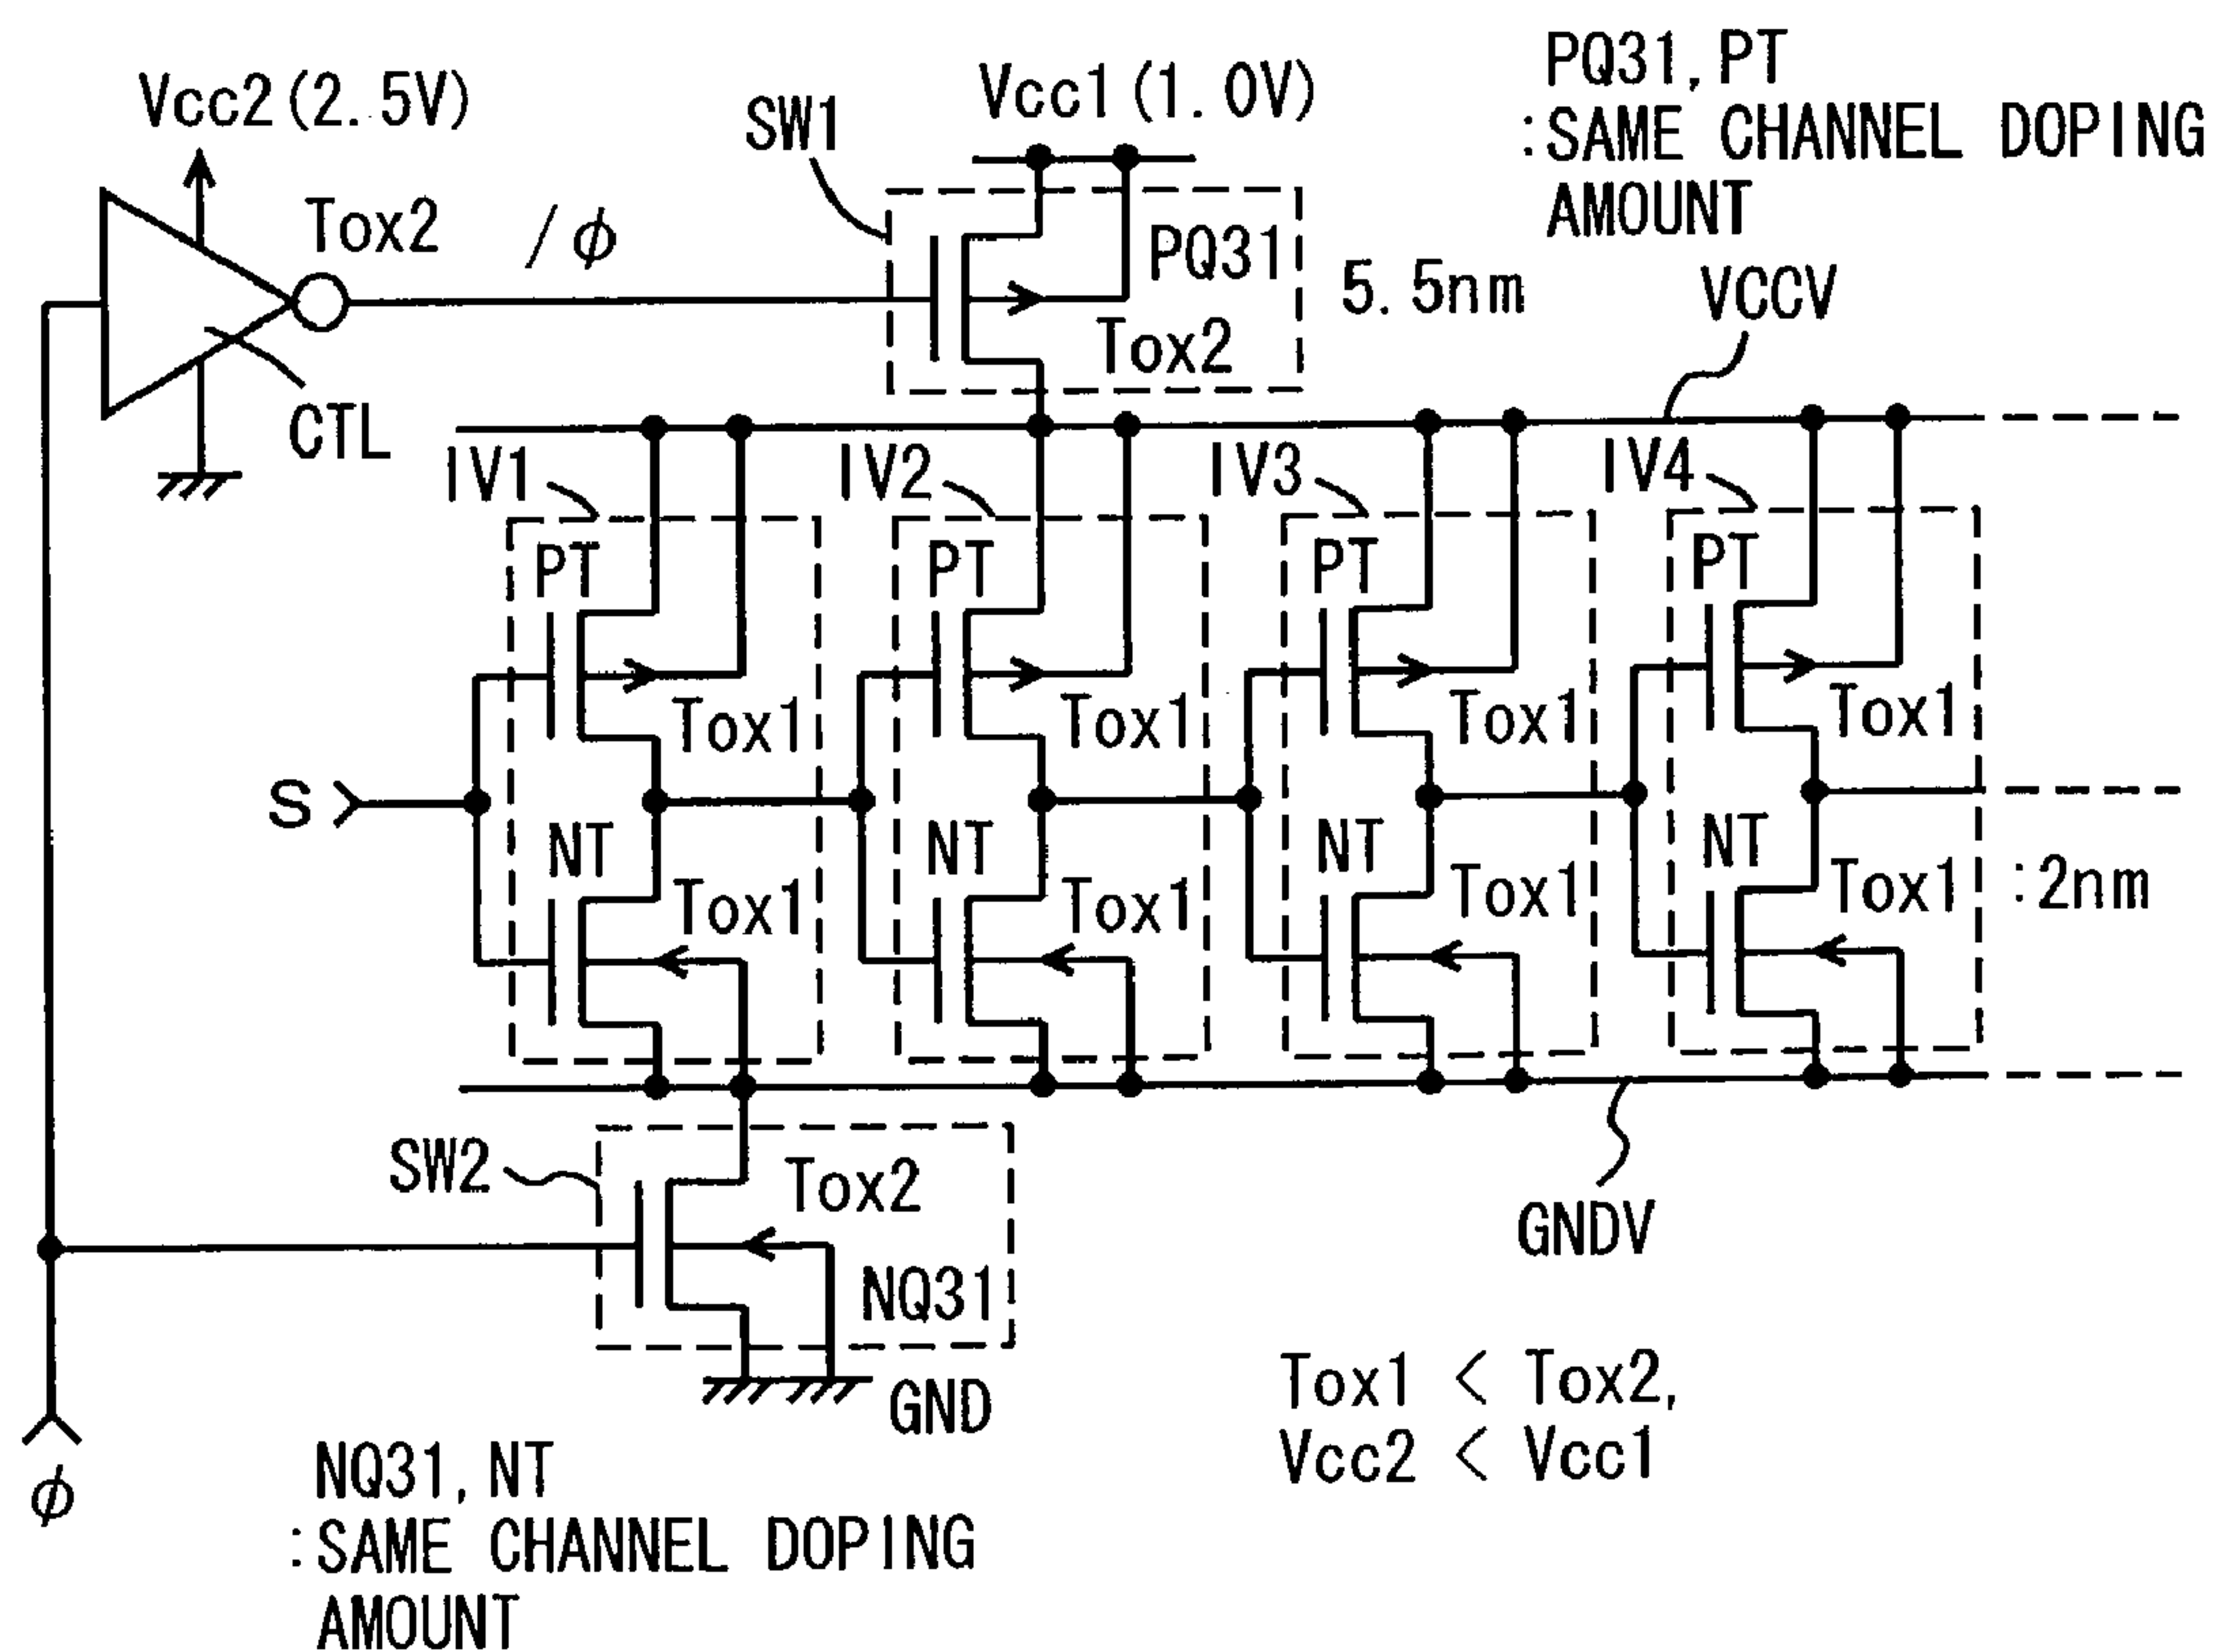 PQ31, PT
:SAME CHANNEL DOPING
AMOUNT
Vcc2(2.5V)
SW1
Vcc1(1.0V)
Tox2
/φ
PQ31
5.5nm
VCCV
Tox2
CTL
IV1
IV2
IV3
IV4
PT
PT
PT
PT
Tox1
Tox1
Tox1
Tox1
S
NT
NT
NT
NT
Tox1
Tox1
Tox1
Tox1
:2nm
SW2
Tox2
GNDV
NQ31
GND
Tox1 < Tox2,
Vcc2 < Vcc1
φ
NQ31, NT
:SAME CHANNEL DOPING
AMOUNT